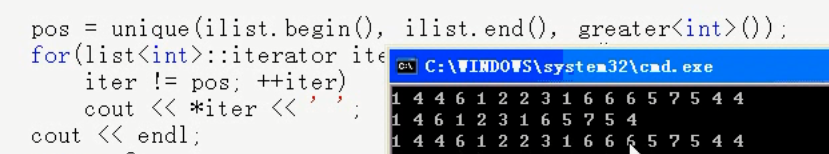 pos = unique(ilist.begin(), ilist.end(), greater<int>());
for(list<int>::iterator ite
iter != pos; ++iter)
cout << *iter << ' ';
cout << endl;
C:\WINDOWS\system32\cmd.exe
1 4 4 6 1 2 2 3 1 6 6 6 5 7 5 4 4
1 4 6 1 2 3 1 6 5 7 5 4
1 4 4 6 1 2 2 3 1 6 6 6 5 7 5 4 4